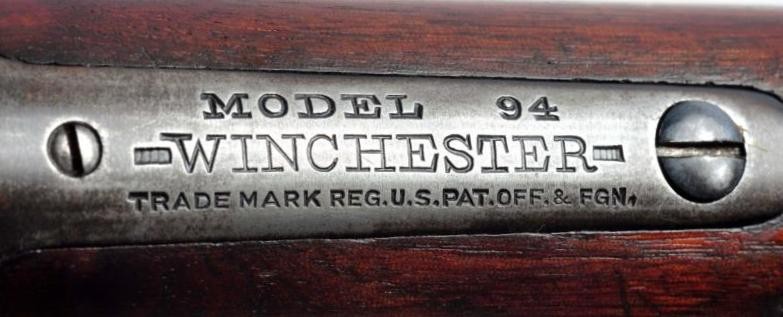 MODEL 94
WINCHESTER
TRADE MARK REG. U.S. PAT. OFF. & FGN.